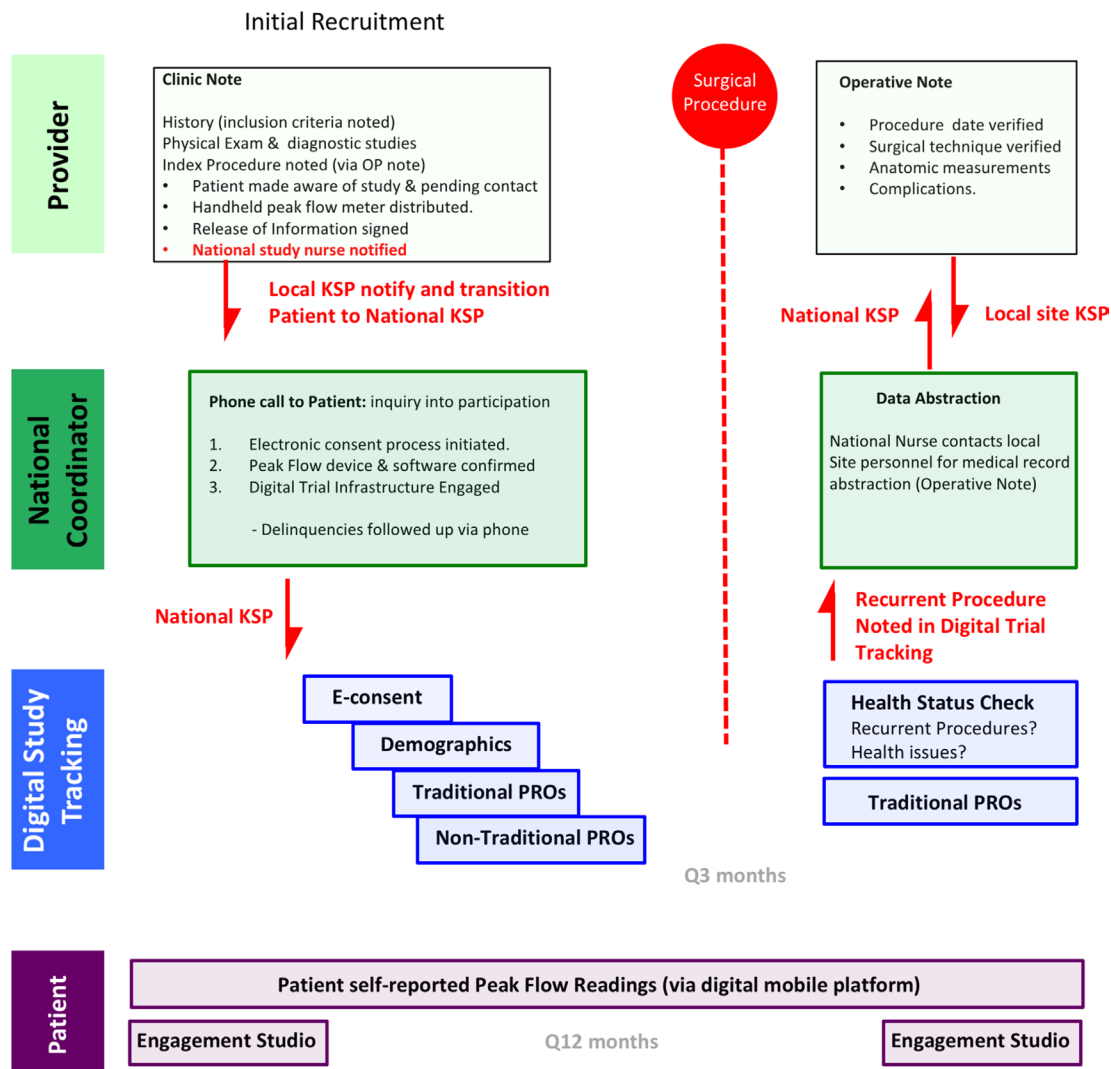 Initial Recruitment
Provider
Clinic Note
History (inclusion criteria noted)
Physical Exam & diagnostic studies
Index Procedure noted (via OP note)
• Patient made aware of study & pending contact
• Handheld peak flow meter distributed.
• Release of Information signed
• National study nurse notified
Surgical
Procedure
Operative Note
• Procedure date verified
• Surgical technique verified
• Anatomic measurements
• Complications.
Local KSP notify and transition
Patient to National KSP
National KSP
Local site KSP
National
Coordinator
Phone call to Patient: inquiry into participation
1. Electronic consent process initiated.
2. Peak Flow device & software confirmed
3. Digital Trial Infrastructure Engaged
- Delinquencies followed up via phone
Data Abstraction
National Nurse contacts local
Site personnel for medical record
abstraction (Operative Note)
National KSP
Recurrent Procedure
Noted in Digital Trial
Tracking
Digital Study
Tracking
E-consent
Demographics
Traditional PROs
Non-Traditional PROs
Health Status Check
Recurrent Procedures?
Health issues?
Traditional PROs
Q3 months
Patient
Patient self-reported Peak Flow Readings (via digital mobile platform)
Engagement Studio
Q12 months
Engagement Studio